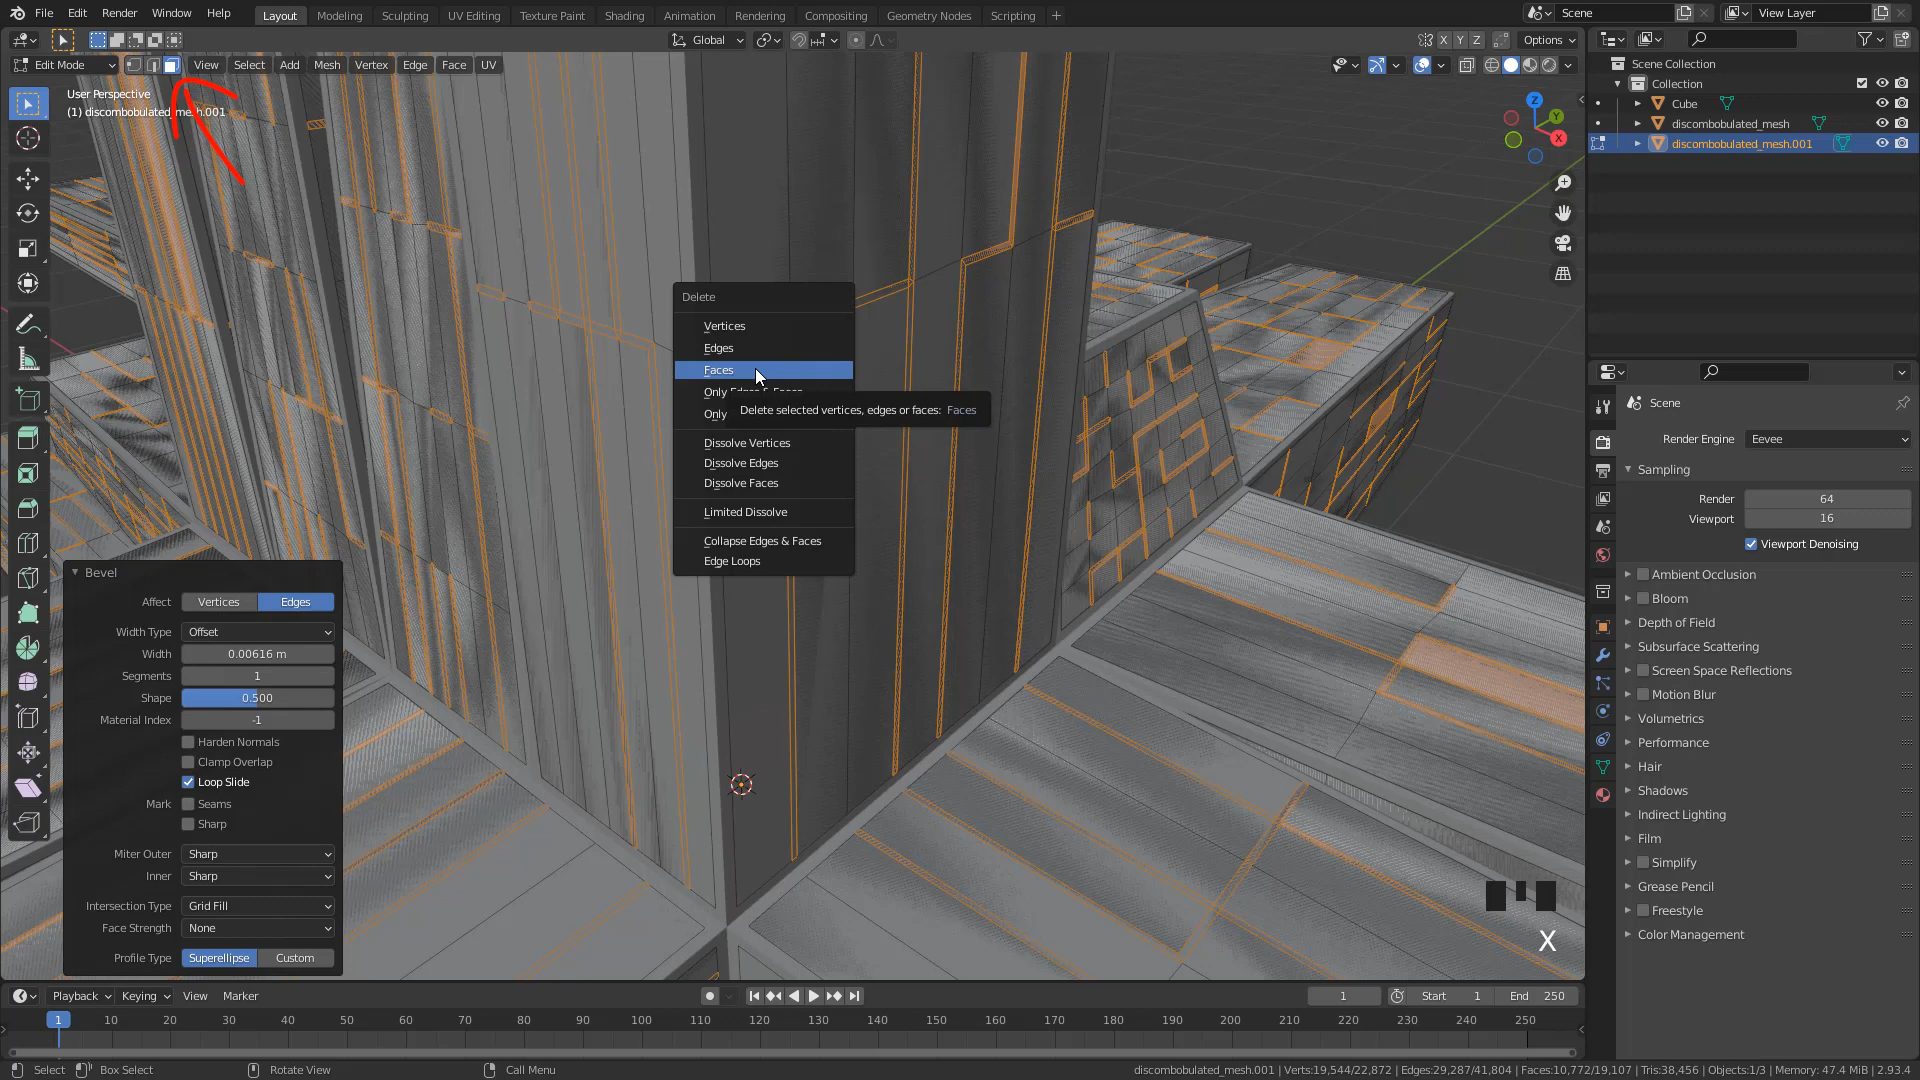 File Edit Render Window Help Layout Modeling Sculpting UV Editing Texture Paint Shading Animation Rendering Compositing Geometry Nodes Scripting + Scene View Layer
Global X Y Z Options
Edit Mode View Select Add Mesh Vertex Edge Face UV
User Perspective
(1) discombobulated_mesh.001
Z
Y
X
Scene Collection
Collection
Cube
discombobulated_mesh
discombobulated_mesh.001
Delete
Vertices
Edges
Faces
Only Edges & Faces
Only
Delete selected vertices, edges or faces: Faces
Dissolve Vertices
Dissolve Edges
Dissolve Faces
Limited Dissolve
Collapse Edges & Faces
Edge Loops
Bevel
Affect Vertices Edges
Width Type Offset
Width 0.00616 m
Segments 1
Shape 0.500
Material Index -1
Harden Normals
Clamp Overlap
Loop Slide
Mark Seams
Sharp
Miter Outer Sharp
Inner Sharp
Intersection Type Grid Fill
Face Strength None
Profile Type Superellipse Custom
Scene
Render Engine Eevee
Sampling
Render 64
Viewport 16
Viewport Denoising
Ambient Occlusion
Bloom
Depth of Field
Subsurface Scattering
Screen Space Reflections
Motion Blur
Volumetrics
Performance
Hair
Shadows
Indirect Lighting
Film
Simplify
Grease Pencil
Freestyle
Color Management
X
Playback Keying View Marker 1 Start 1 End 250
1 10 20 30 40 50 60 70 80 90 100 110 120 130 140 150 160 170 180 190 200 210 220 230 240 250
Select Box Select Rotate View Call Menu discombobulated_mesh.001 | Verts:19,544/22,872 | Edges:29,287/41,804 | Faces:10,772/19,107 | Tris:38,456 | Objects:1/3 | Memory: 47.4 MiB | 2.93.4